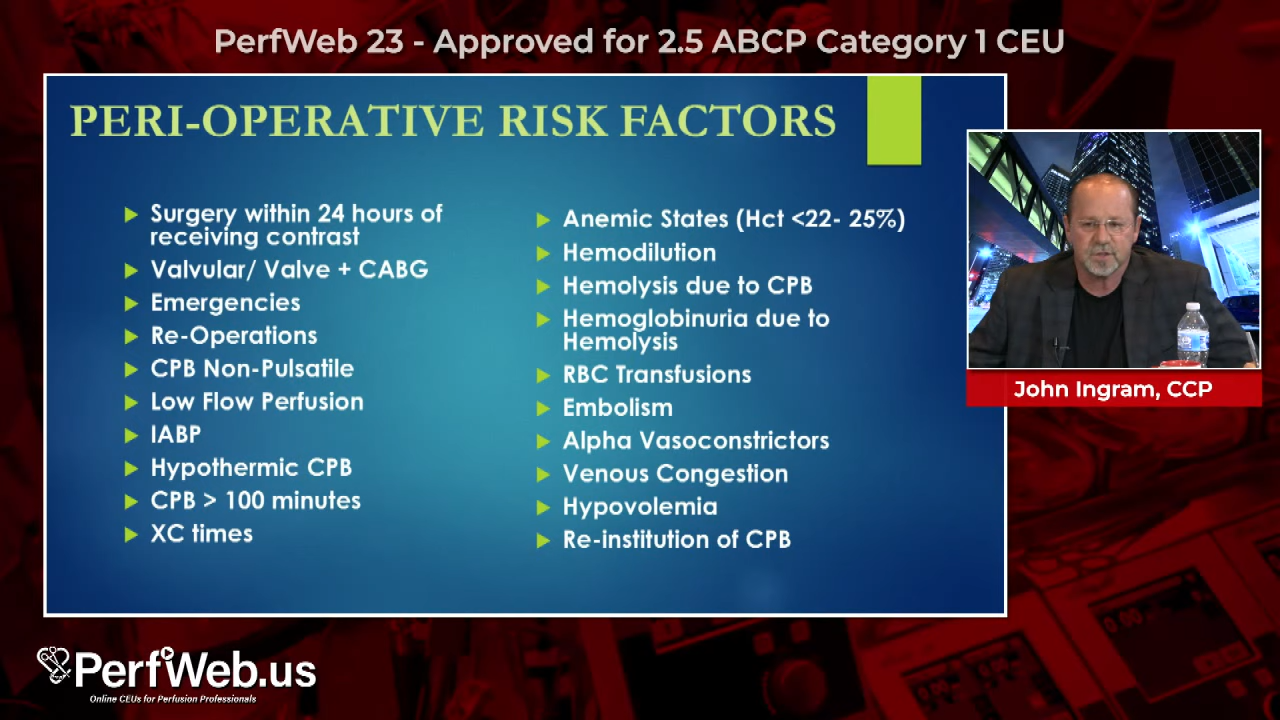 PerfWeb 23 - Approved for 2.5 ABCP Category 1 CEU
PERI-OPERATIVE RISK FACTORS
Surgery within 24 hours of
receiving contrast
Valvular/ Valve + CABG
Emergencies
Re-Operations
CPB Non-Pulsatile
Low Flow Perfusion
IABP
Hypothermic CPB
CPB > 100 minutes
XC times
Anemic States (Hct <22- 25%)
Hemodilution
Hemolysis due to CPB
Hemoglobinuria due to
Hemolysis
RBC Transfusions
Embolism
Alpha Vasoconstrictors
Venous Congestion
Hypovolemia
Re-institution of CPB
John Ingram, CCP
PerfWeb.us
Online CEUs for Perfusion Professionals